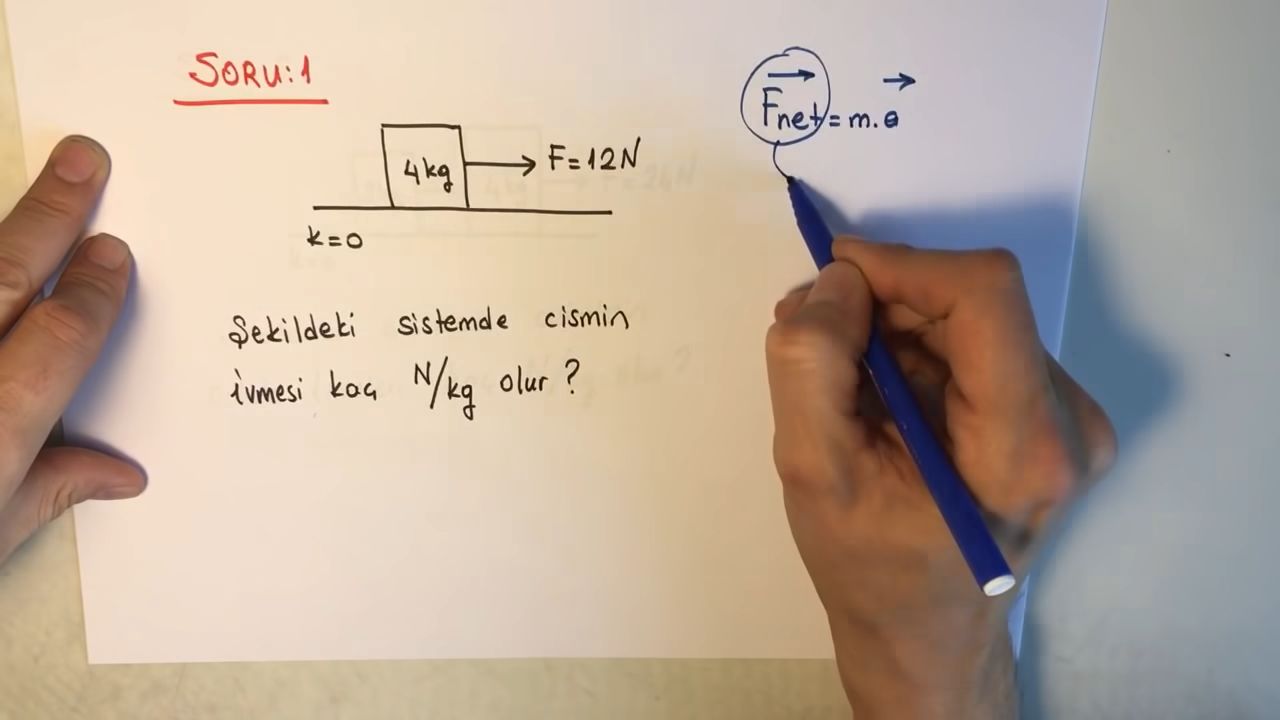 SORU:1
4kg
F=12N
k=0
Şekildeki sistemde cismin
ivmesi kaç N/kg olur ?
Fnet=m.a